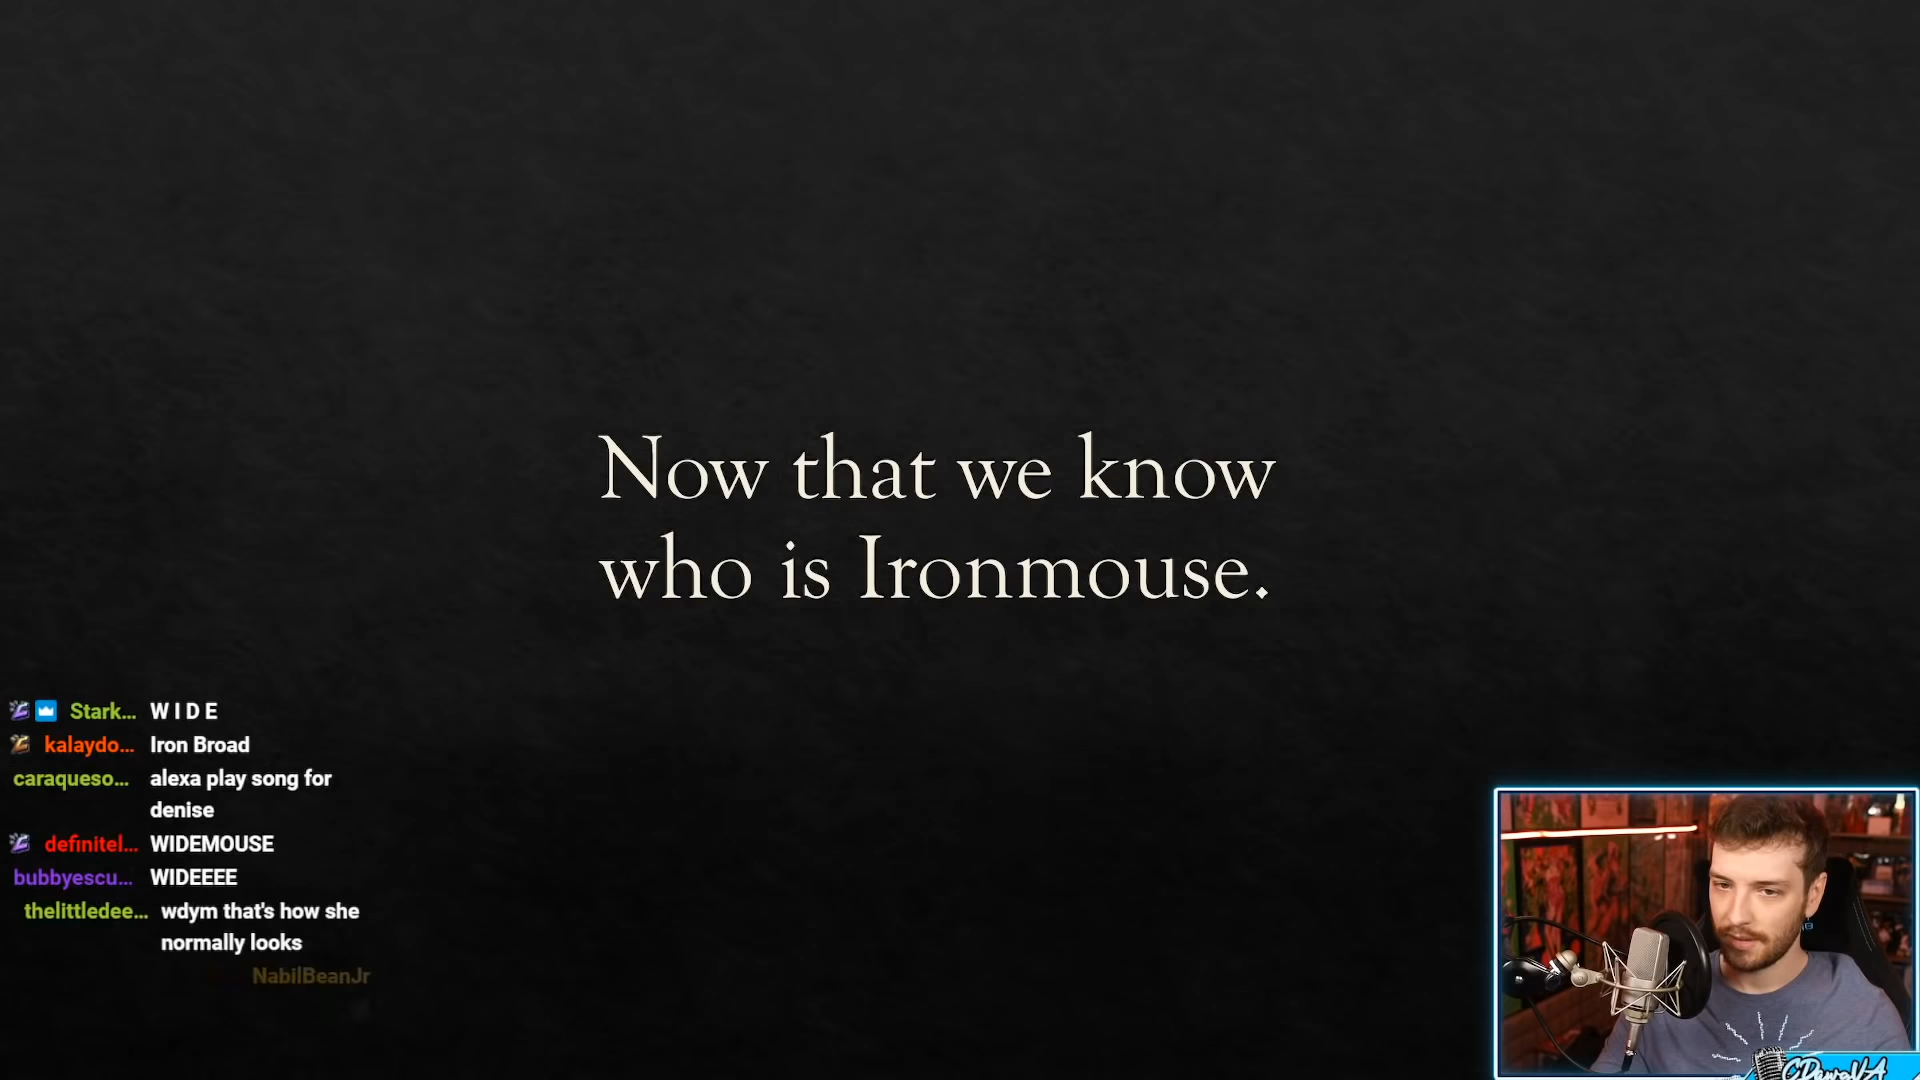 Now that we know
who is Ironmouse.
Stark... W I D E
kalaydo... Iron Broad
caraqueso... alexa play song for
denise
definitel... WIDEMOUSE
bubbyescu... WIDEEEE
thelittledee... wdym that's how she
normally looks
NabilBeanJr
CDawgVA